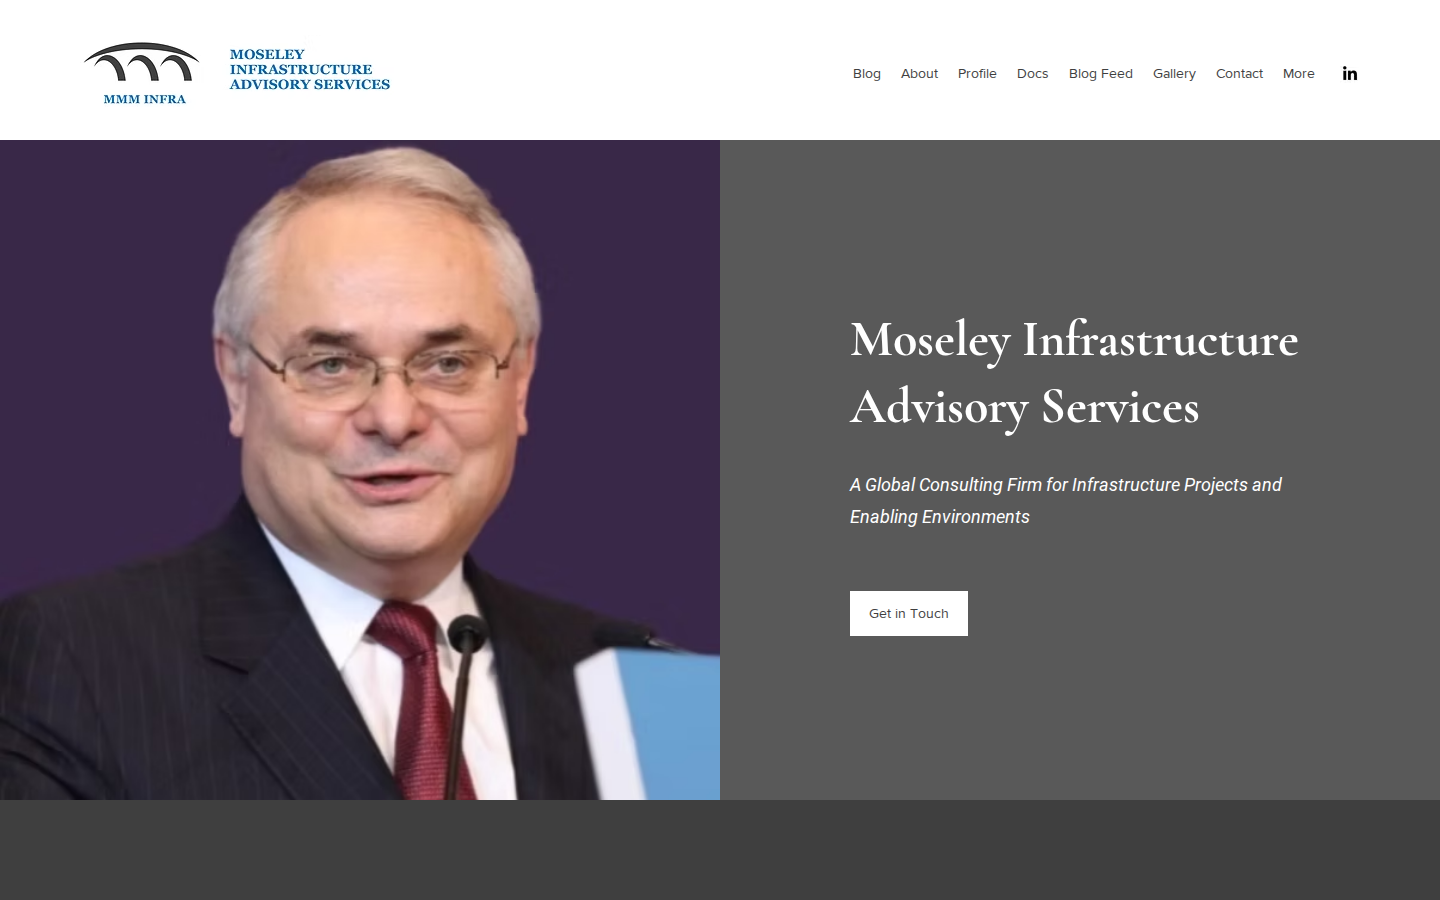 MMM INFRA
MOSELEY
INFRASTRUCTURE
ADVISORY SERVICES
Blog About Profile Docs Blog Feed Gallery Contact More in
Moseley Infrastructure
Advisory Services
A Global Consulting Firm for Infrastructure Projects and
Enabling Environments
Get in Touch